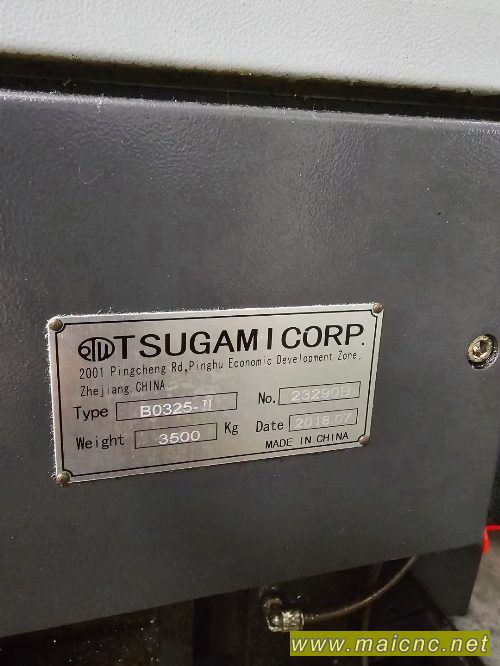 TSUGAMI CORP.
2001 Pingcheng Rd,Pinghu Economic Development Zone,
Zhejiang.CHINA
Type B0325-II No.
Weight 3500 Kg Date 2018.07
MADE IN CHINA
www.maicnc.net